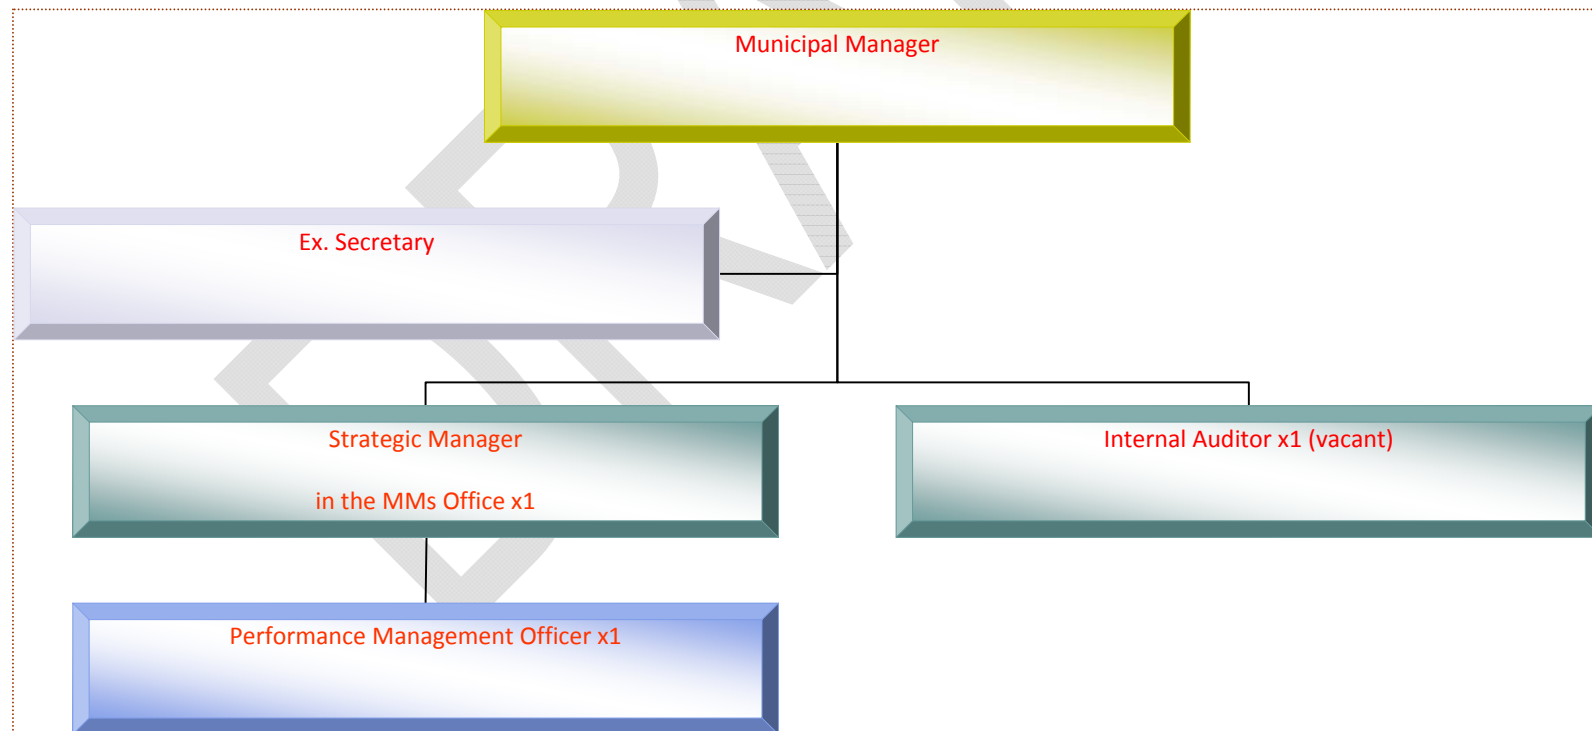 Municipal Manager
Ex. Secretary
Strategic Manager
in the MMs Office x1
Internal Auditor x1 (vacant)
Performance Management Officer x1